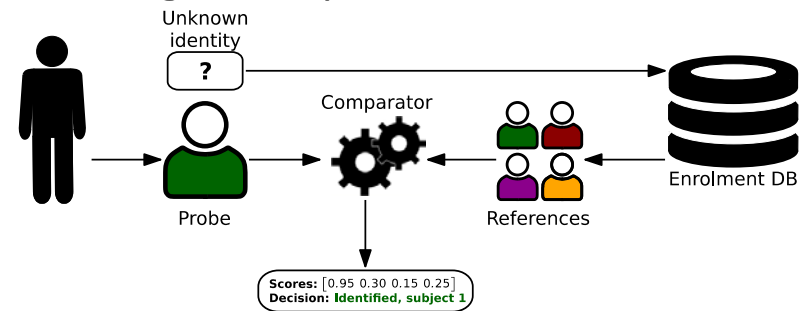 Unknown
identity
?
Comparator
Probe
References
Enrolment DB
Scores: [0.95 0.30 0.15 0.25]
Decision: Identified, subject 1